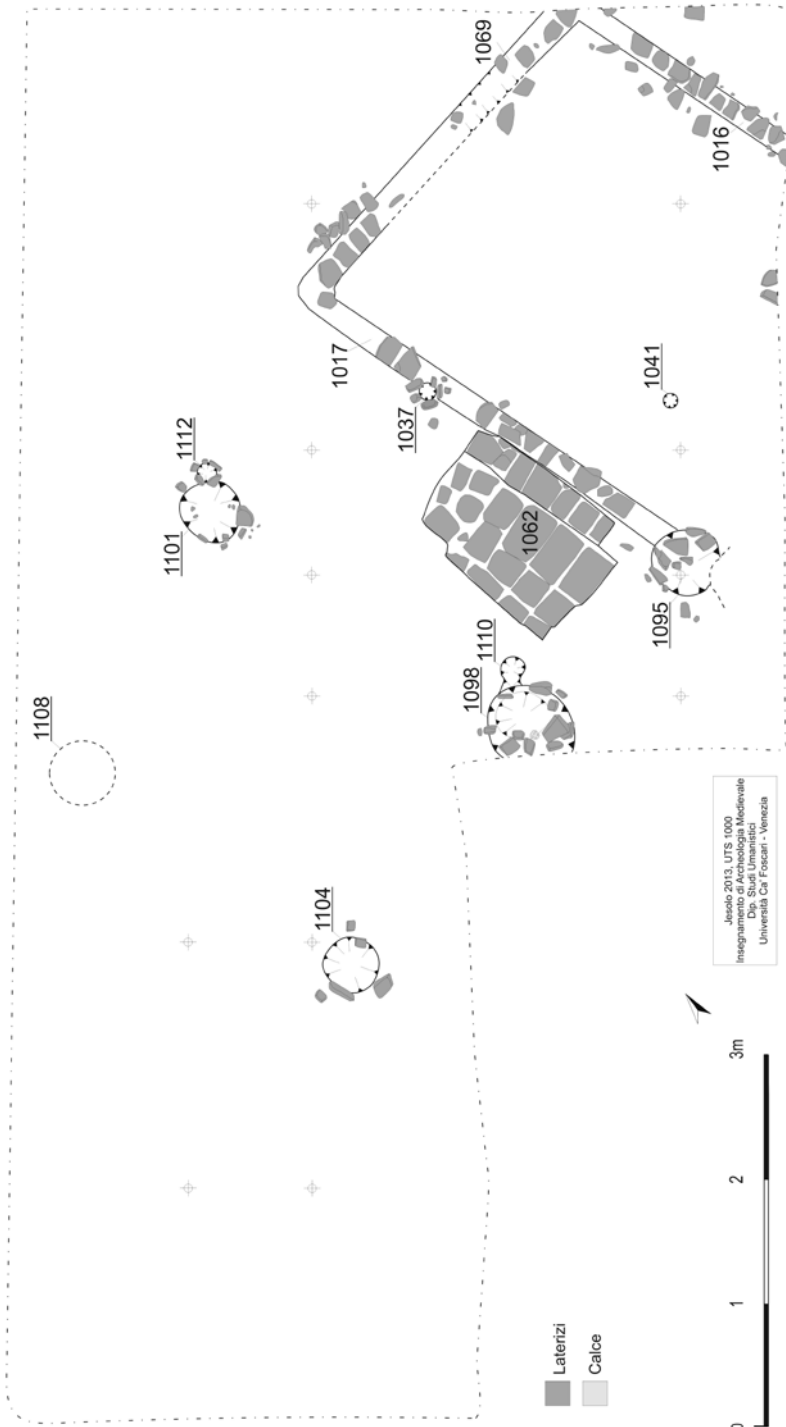 1069
1016
1017
1037
1041
1112
1101
1062
1095
1110
1098
1108
1104
Jesolo 2013, UTS 1000
Insegnamento di Archeologia Medievale
Dip. Studi Umanistici
Università Ca' Foscari - Venezia
Laterizi
Calce
0
1
2
3m